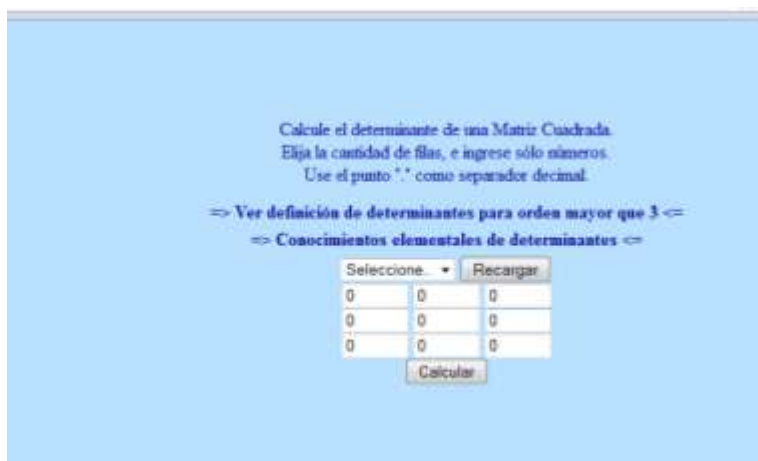 Calcule el determinante de una Matriz Cuadrada.
Elija la cantidad de filas, e ingrese sólo números.
Use el punto "." como separador decimal.
=> Ver definición de determinantes para orden mayor que 3 <=
=> Conocimientos elementales de determinantes <=
Seleccione.. Recargar
0 0 0
0 0 0
0 0 0
Calcular